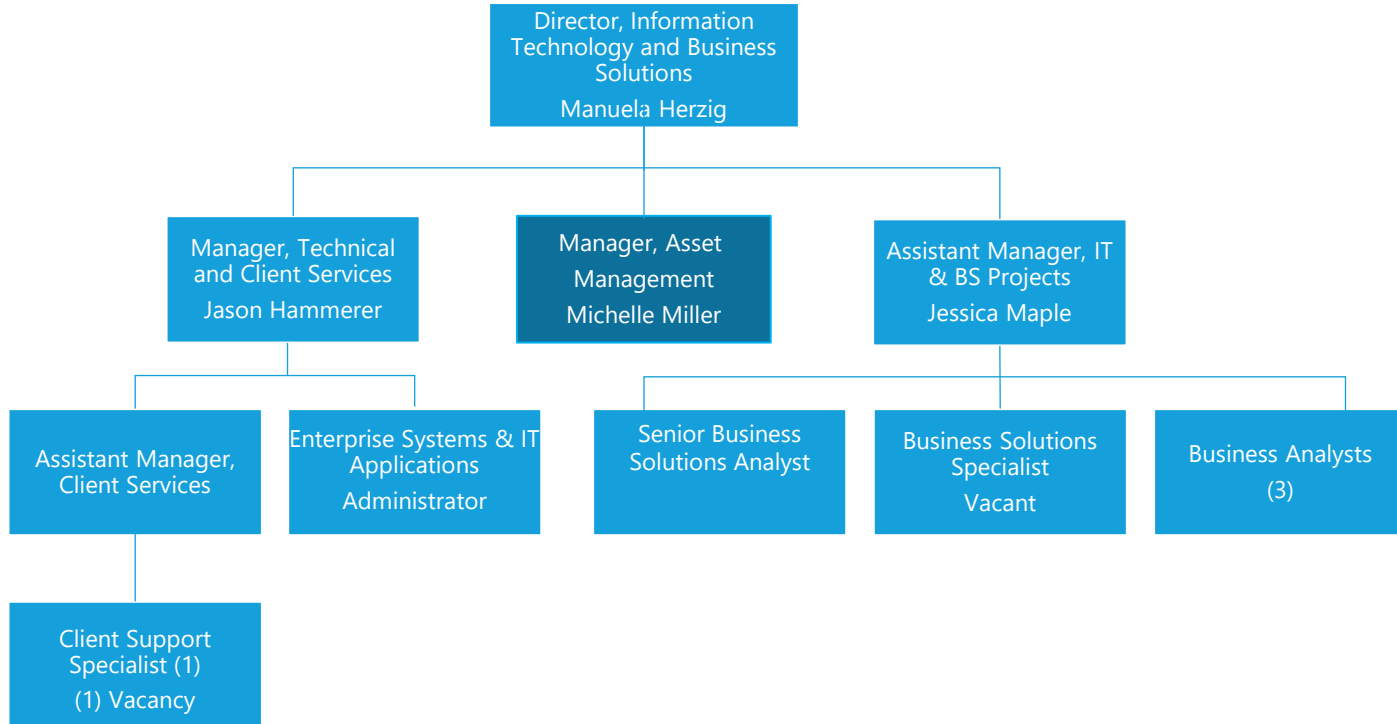 Director, Information
Technology and Business
Solutions
Manuela Herzig
Manager, Technical
and Client Services
Jason Hammerer
Manager, Asset
Management
Michelle Miller
Assistant Manager, IT
& BS Projects
Jessica Maple
Assistant Manager,
Client Services
Enterprise Systems & IT
Applications
Administrator
Senior Business
Solutions Analyst
Business Solutions
Specialist
Vacant
Business Analysts
(3)
Client Support
Specialist (1)
(1) Vacancy